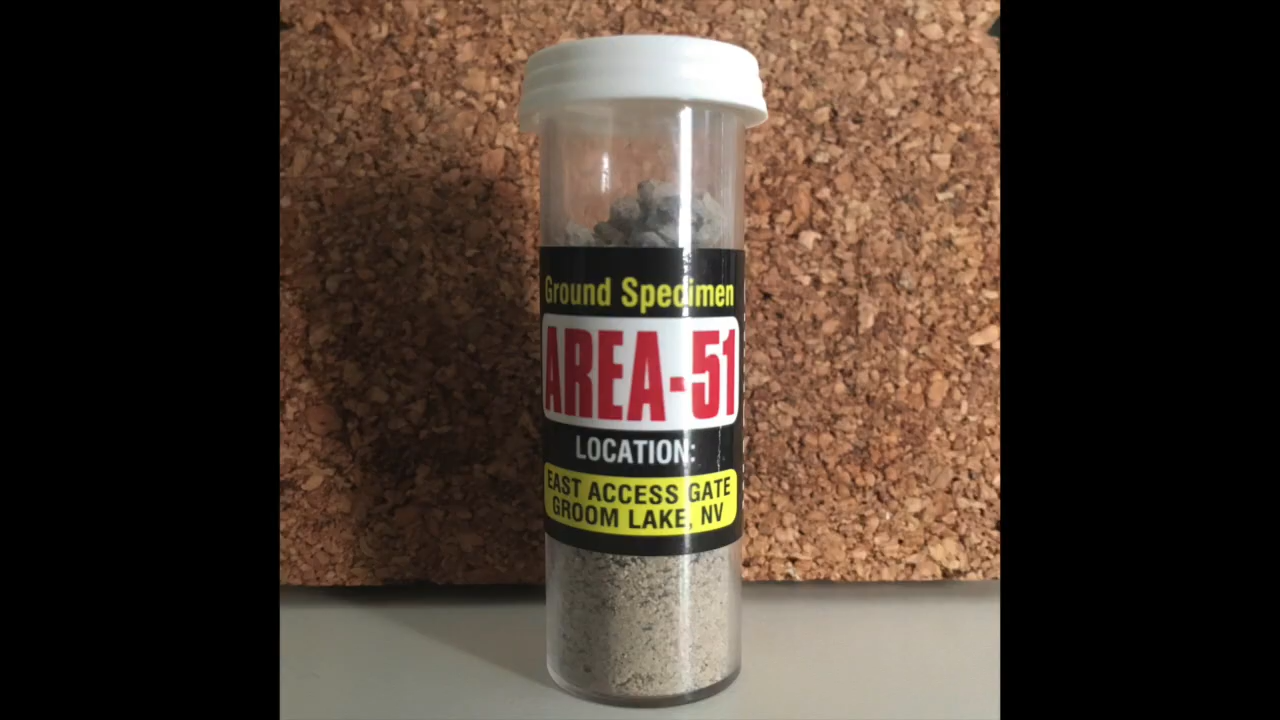 Ground Specimen
AREA-51
LOCATION:
EAST ACCESS GATE
GROOM LAKE, NV